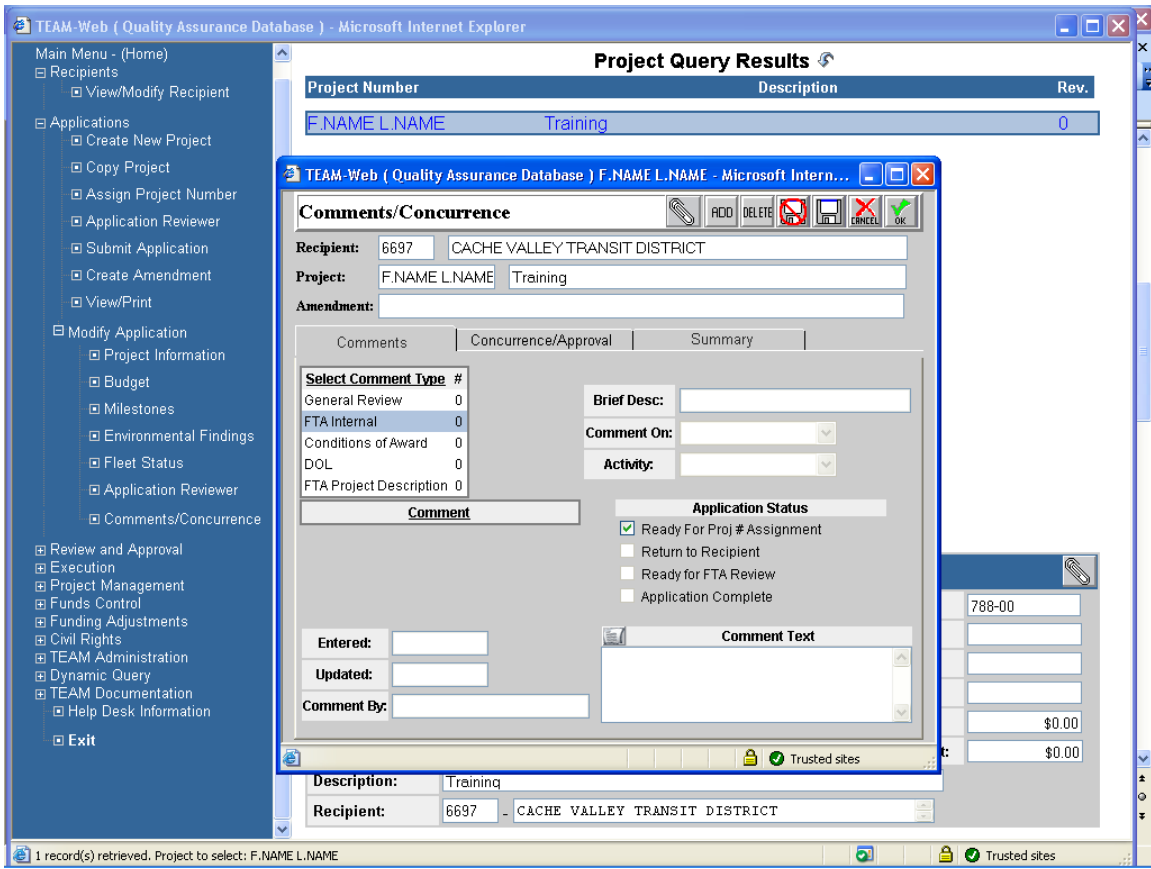 TEAM-Web ( Quality Assurance Database ) - Microsoft Internet Explorer
Main Menu - (Home)
Recipients
View/Modify Recipient
Applications
Create New Project
Copy Project
Assign Project Number
Application Reviewer
Submit Application
Create Amendment
View/Print
Modify Application
Project Information
Budget
Milestones
Environmental Findings
Fleet Status
Application Reviewer
Comments/Concurrence
Review and Approval
Execution
Project Management
Funds Control
Funding Adjustments
Civil Rights
TEAM Administration
Dynamic Query
TEAM Documentation
Help Desk Information
Exit
Project Query Results
Project Number Description Rev.
F.NAME L.NAME Training 0
TEAM-Web ( Quality Assurance Database ) F.NAME L.NAME - Microsoft Intern...
Comments/Concurrence ADD DELETE CANCEL OK
Recipient: 6697 CACHE VALLEY TRANSIT DISTRICT
Project: F.NAME L.NAME Training
Amendment:
Comments Concurrence/Approval Summary
Select Comment Type #
General Review 0
FTA Internal 0
Conditions of Award 0
DOL 0
FTA Project Description 0
Comment
Brief Desc:
Comment On:
Activity:
Application Status
Ready For Proj # Assignment
Return to Recipient
Ready for FTA Review
Application Complete
Entered:
Updated:
Comment By:
Comment Text
Trusted sites
788-00
$0.00
t: $0.00
Description: Training
Recipient: 6697 - CACHE VALLEY TRANSIT DISTRICT
1 record(s) retrieved. Project to select: F.NAME L.NAME
Trusted sites